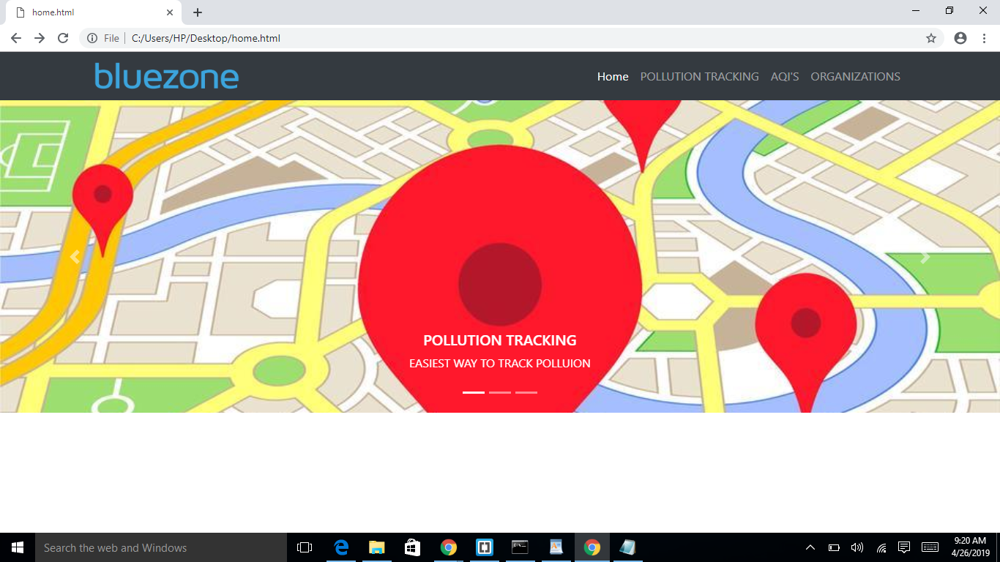 home.html
File
C:/Users/HP/Desktop/home.html
bluezone
Home POLLUTION TRACKING AQI'S ORGANIZATIONS
POLLUTION TRACKING
EASIEST WAY TO TRACK POLLUION
Search the web and Windows
9:20 AM
4/26/2019